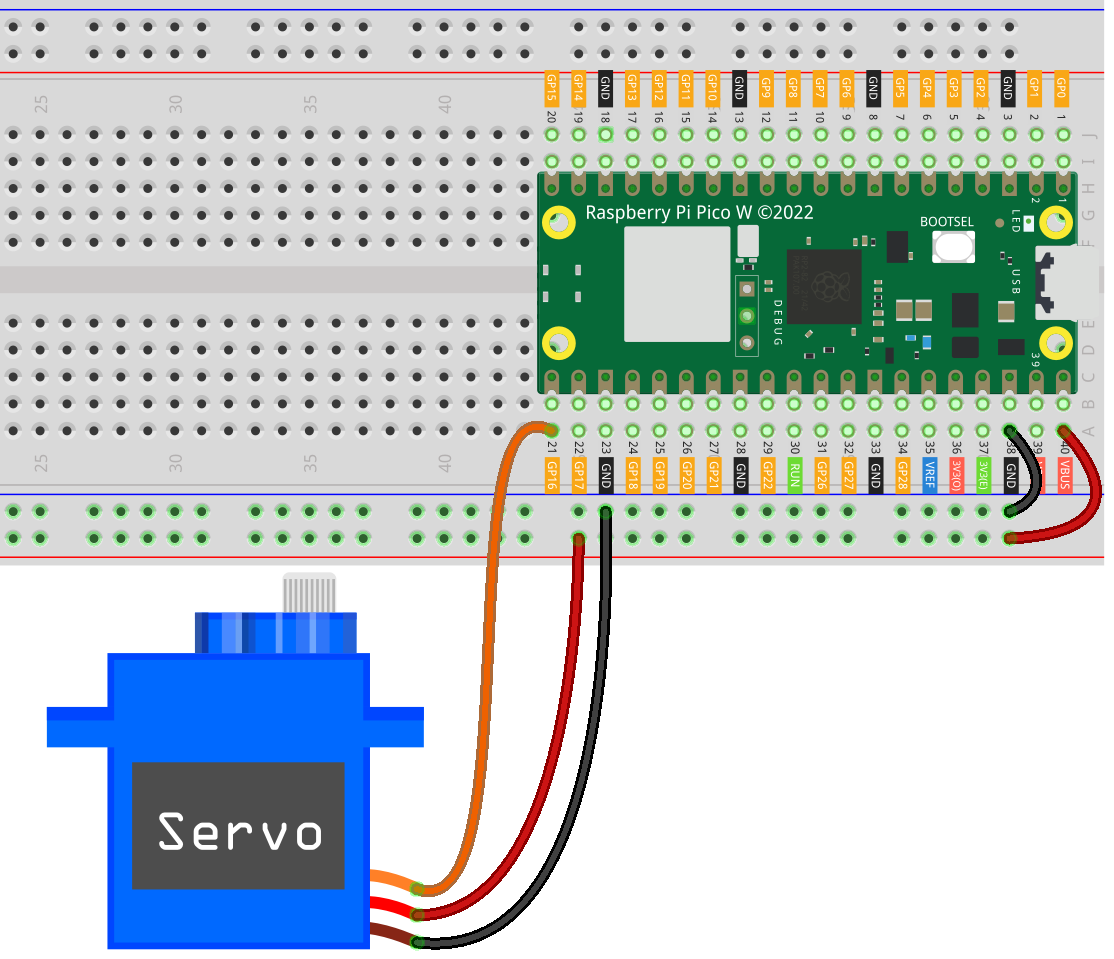 GP15 GP14 GND GP13 GP12 GP11 GP10 GND GP9 GP8 GP7 GP6 GND GP5 GP4 GP3 GP2 GND GP1 GP0
25 30 35 40
20 19 18 17 16 15 14 13 12 11 10 9 8 7 6 5 4 3 2 1
J
I
H
2 1
Raspberry Pi Pico W ©2022
BOOTSEL
LED
G
F
USB
DEBUG
E
D
39
C
B
A
21 22 23 24 25 26 27 28 29 30 31 32 33 34 35 36 37 38 39 40
25 30 35 40
GP16 GP17 GND GP18 GP19 GP20 GP21 GND GP22 RUN GP26 GP27 GND GP28 VREF 3V3(O) 3V3(E) GND VBUS
Servo